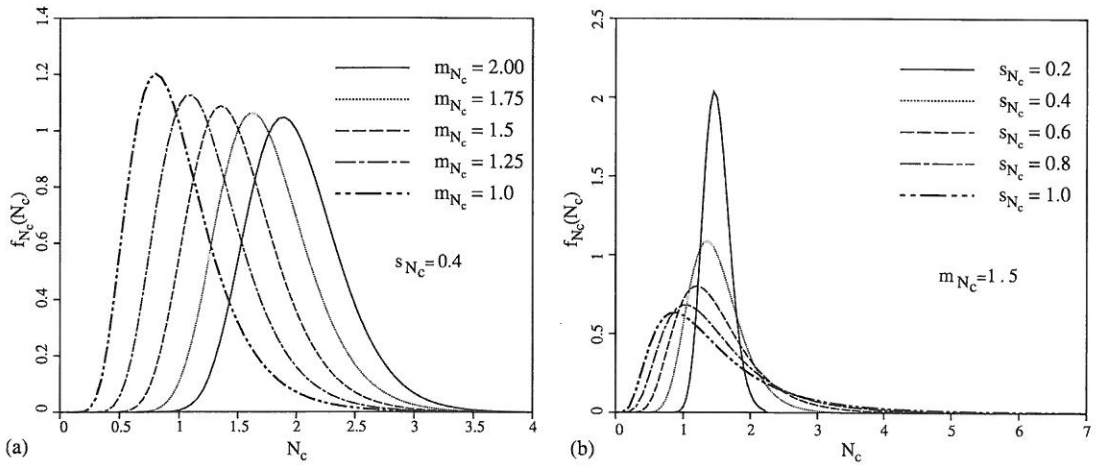 1.4
1.2
1
0.8
0.6
0.4
0.2
0
f_{N_c}(N_c)
m_{N_c} = 2.00
m_{N_c} = 1.75
m_{N_c} = 1.5
m_{N_c} = 1.25
m_{N_c} = 1.0
s_{N_c} = 0.4
0 0.5 1 1.5 2 2.5 3 3.5 4
(a) N_c
2.5
2
1.5
1
0.5
0
f_{N_c}(N_c)
s_{N_c} = 0.2
s_{N_c} = 0.4
s_{N_c} = 0.6
s_{N_c} = 0.8
s_{N_c} = 1.0
m_{N_c} = 1.5
0 1 2 3 4 5 6 7
(b) N_c